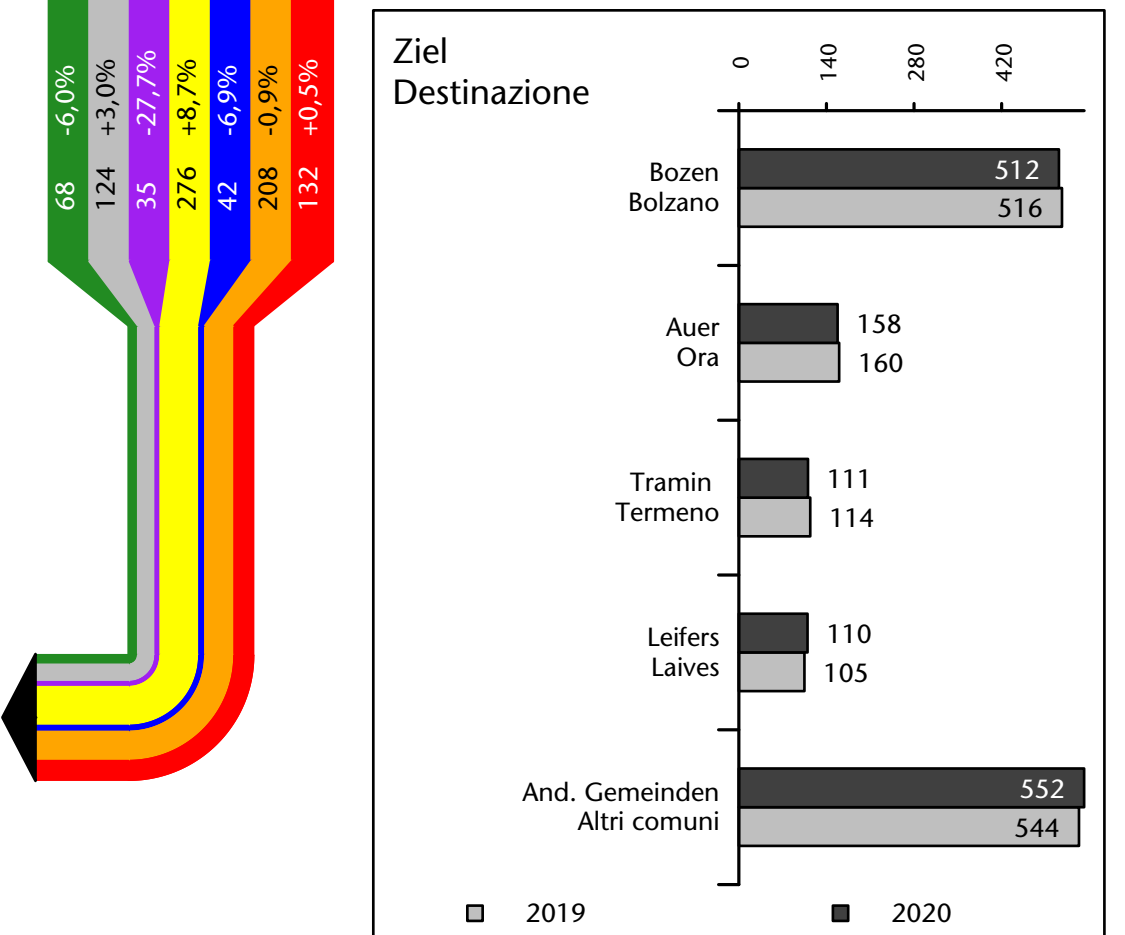 68 -6,0%
124 +3,0%
35 -27,7%
276 +8,7%
42 -6,9%
208 -0,9%
132 +0,5%
Ziel
Destinazione
0 140 280 420
Bozen
Bolzano
512
516
Auer
Ora
158
160
Tramin
Termeno
111
114
Leifers
Laives
110
105
And. Gemeinden
Altri comuni
552
544
2019 2020